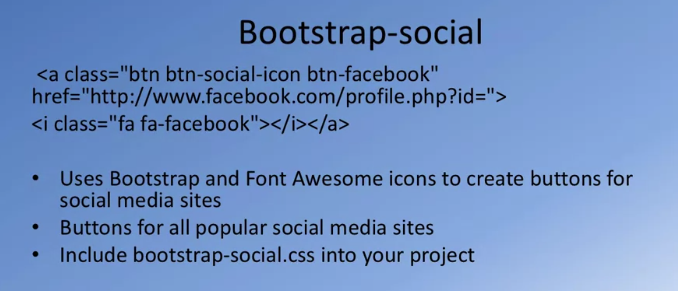 Bootstrap-social
<a class="btn btn-social-icon btn-facebook"
href="http://www.facebook.com/profile.php?id=">
<i class="fa fa-facebook"></i></a>
• Uses Bootstrap and Font Awesome icons to create buttons for
social media sites
• Buttons for all popular social media sites
• Include bootstrap-social.css into your project